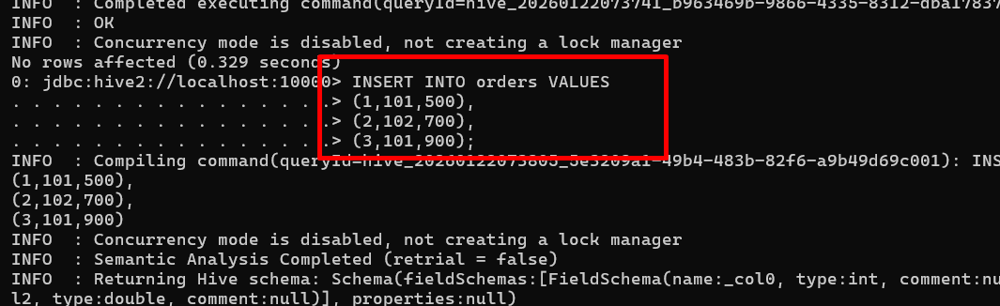 INFO  : Completed executing command(queryId=hive_20260122073741_b963469b-9866-4335-8312-dba17837
INFO  : OK
INFO  : Concurrency mode is disabled, not creating a lock manager
No rows affected (0.329 seconds)
0: jdbc:hive2://localhost:10000> INSERT INTO orders VALUES
. . . . . . . . . . . . . . . .> (1,101,500),
. . . . . . . . . . . . . . . .> (2,102,700),
. . . . . . . . . . . . . . . .> (3,101,900);
INFO  : Compiling command(queryId=hive_20260122073805_5e3209a1-49b4-483b-82f6-a9b49d69c001): INS
(1,101,500),
(2,102,700),
(3,101,900)
INFO  : Concurrency mode is disabled, not creating a lock manager
INFO  : Semantic Analysis Completed (retrial = false)
INFO  : Returning Hive schema: Schema(fieldSchemas:[FieldSchema(name:_col0, type:int, comment:nu
l2, type:double, comment:null)], properties:null)